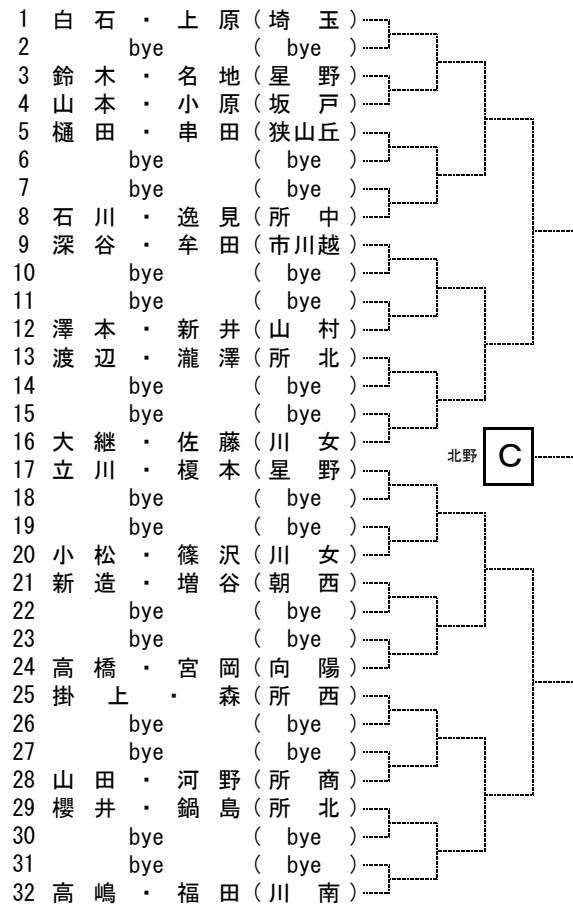 1 白石・上原(埼玉)
2 bye (bye)
3 鈴木・名地(星野)
4 山本・小原(坂戸)
5 樋田・串田(狭山丘)
6 bye (bye)
7 bye (bye)
8 石川・逸見(所中)
9 深谷・牟田(市川越)
10 bye (bye)
11 bye (bye)
12 澤本・新井(山村)
13 渡辺・瀧澤(所北)
14 bye (bye)
15 bye (bye)
16 大継・佐藤(川女)
北野 C
17 立川・榎本(星野)
18 bye (bye)
19 bye (bye)
20 小松・篠沢(川女)
21 新造・増谷(朝西)
22 bye (bye)
23 bye (bye)
24 高橋・宮岡(向陽)
25 掛上・森(所西)
26 bye (bye)
27 bye (bye)
28 山田・河野(所商)
29 櫻井・鍋島(所北)
30 bye (bye)
31 bye (bye)
32 高嶋・福田(川南)